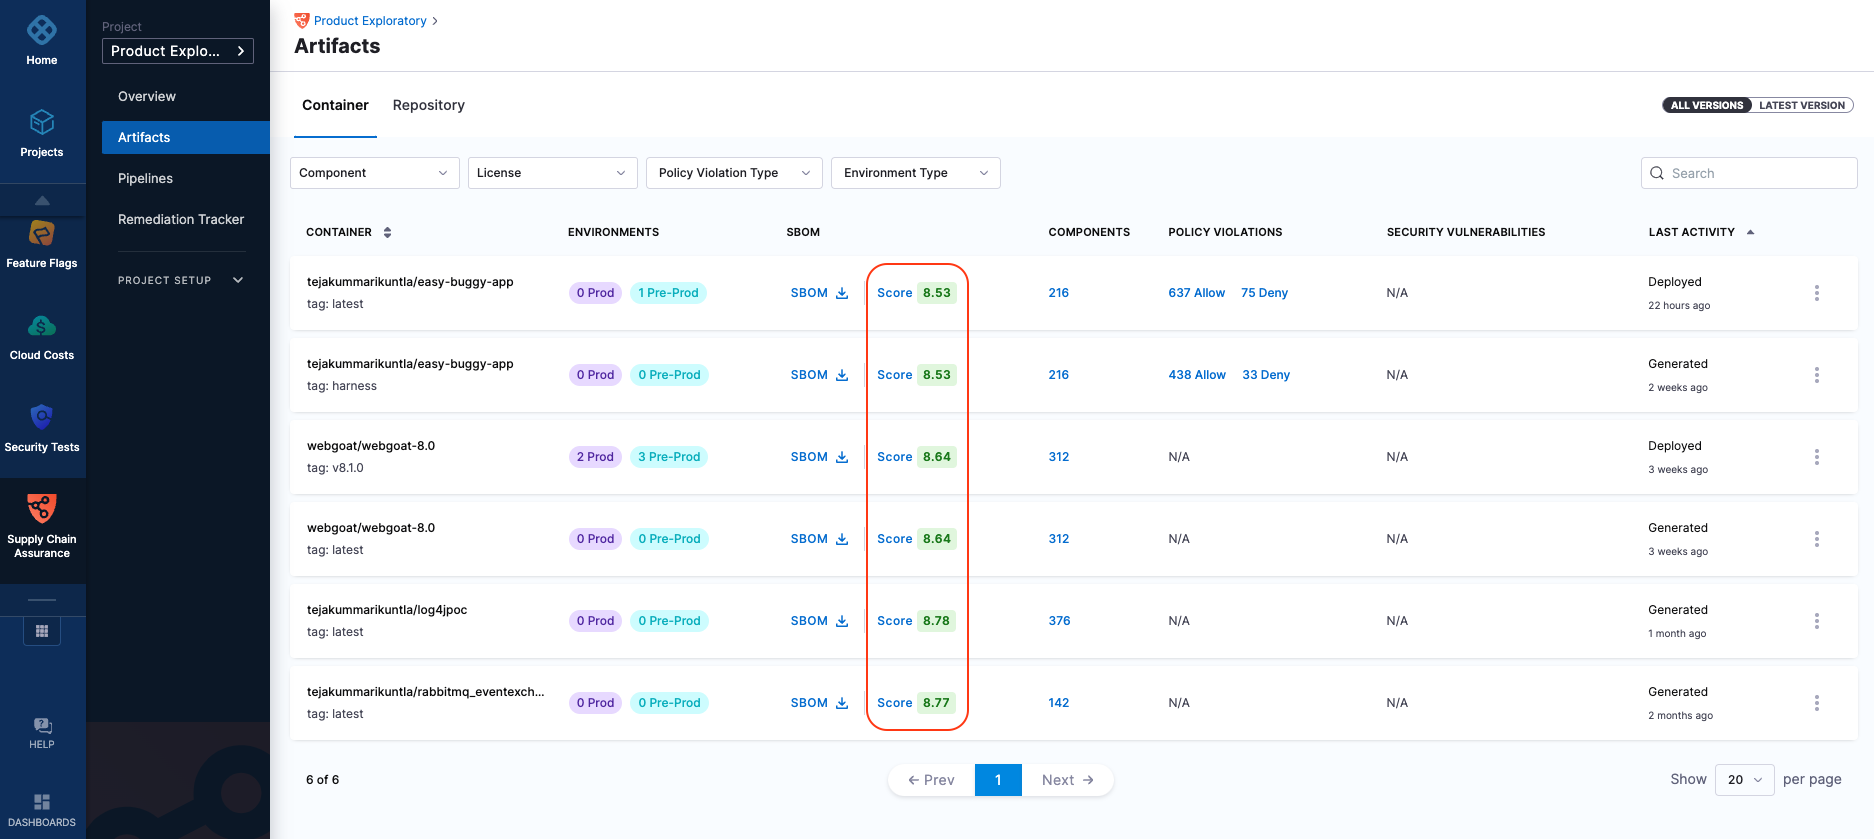 Home
Projects
Feature Flags
Cloud Costs
Security Tests
Supply Chain
Assurance
HELP
DASHBOARDS
Project
Product Explo...
Overview
Artifacts
Pipelines
Remediation Tracker
PROJECT SETUP
Product Exploratory
Artifacts
Container Repository
ALL VERSIONS LATEST VERSION
Component License Policy Violation Type Environment Type Search
CONTAINER ENVIRONMENTS SBOM COMPONENTS POLICY VIOLATIONS SECURITY VULNERABILITIES LAST ACTIVITY
tejakummarikuntla/easy-buggy-app
tag: latest
0 Prod 1 Pre-Prod SBOM Score 8.53 216 637 Allow 75 Deny N/A
Deployed
22 hours ago
tejakummarikuntla/easy-buggy-app
tag: harness
0 Prod 0 Pre-Prod SBOM Score 8.53 216 438 Allow 33 Deny N/A
Generated
2 weeks ago
webgoat/webgoat-8.0
tag: v8.1.0
2 Prod 3 Pre-Prod SBOM Score 8.64 312 N/A N/A
Deployed
3 weeks ago
webgoat/webgoat-8.0
tag: latest
0 Prod 0 Pre-Prod SBOM Score 8.64 312 N/A N/A
Generated
3 weeks ago
tejakummarikuntla/log4jpoc
tag: latest
0 Prod 0 Pre-Prod SBOM Score 8.78 376 N/A N/A
Generated
1 month ago
tejakummarikuntla/rabbitmq_eventexch...
tag: latest
0 Prod 0 Pre-Prod SBOM Score 8.77 142 N/A N/A
Generated
2 months ago
6 of 6 ← Prev 1 Next → Show 20 per page